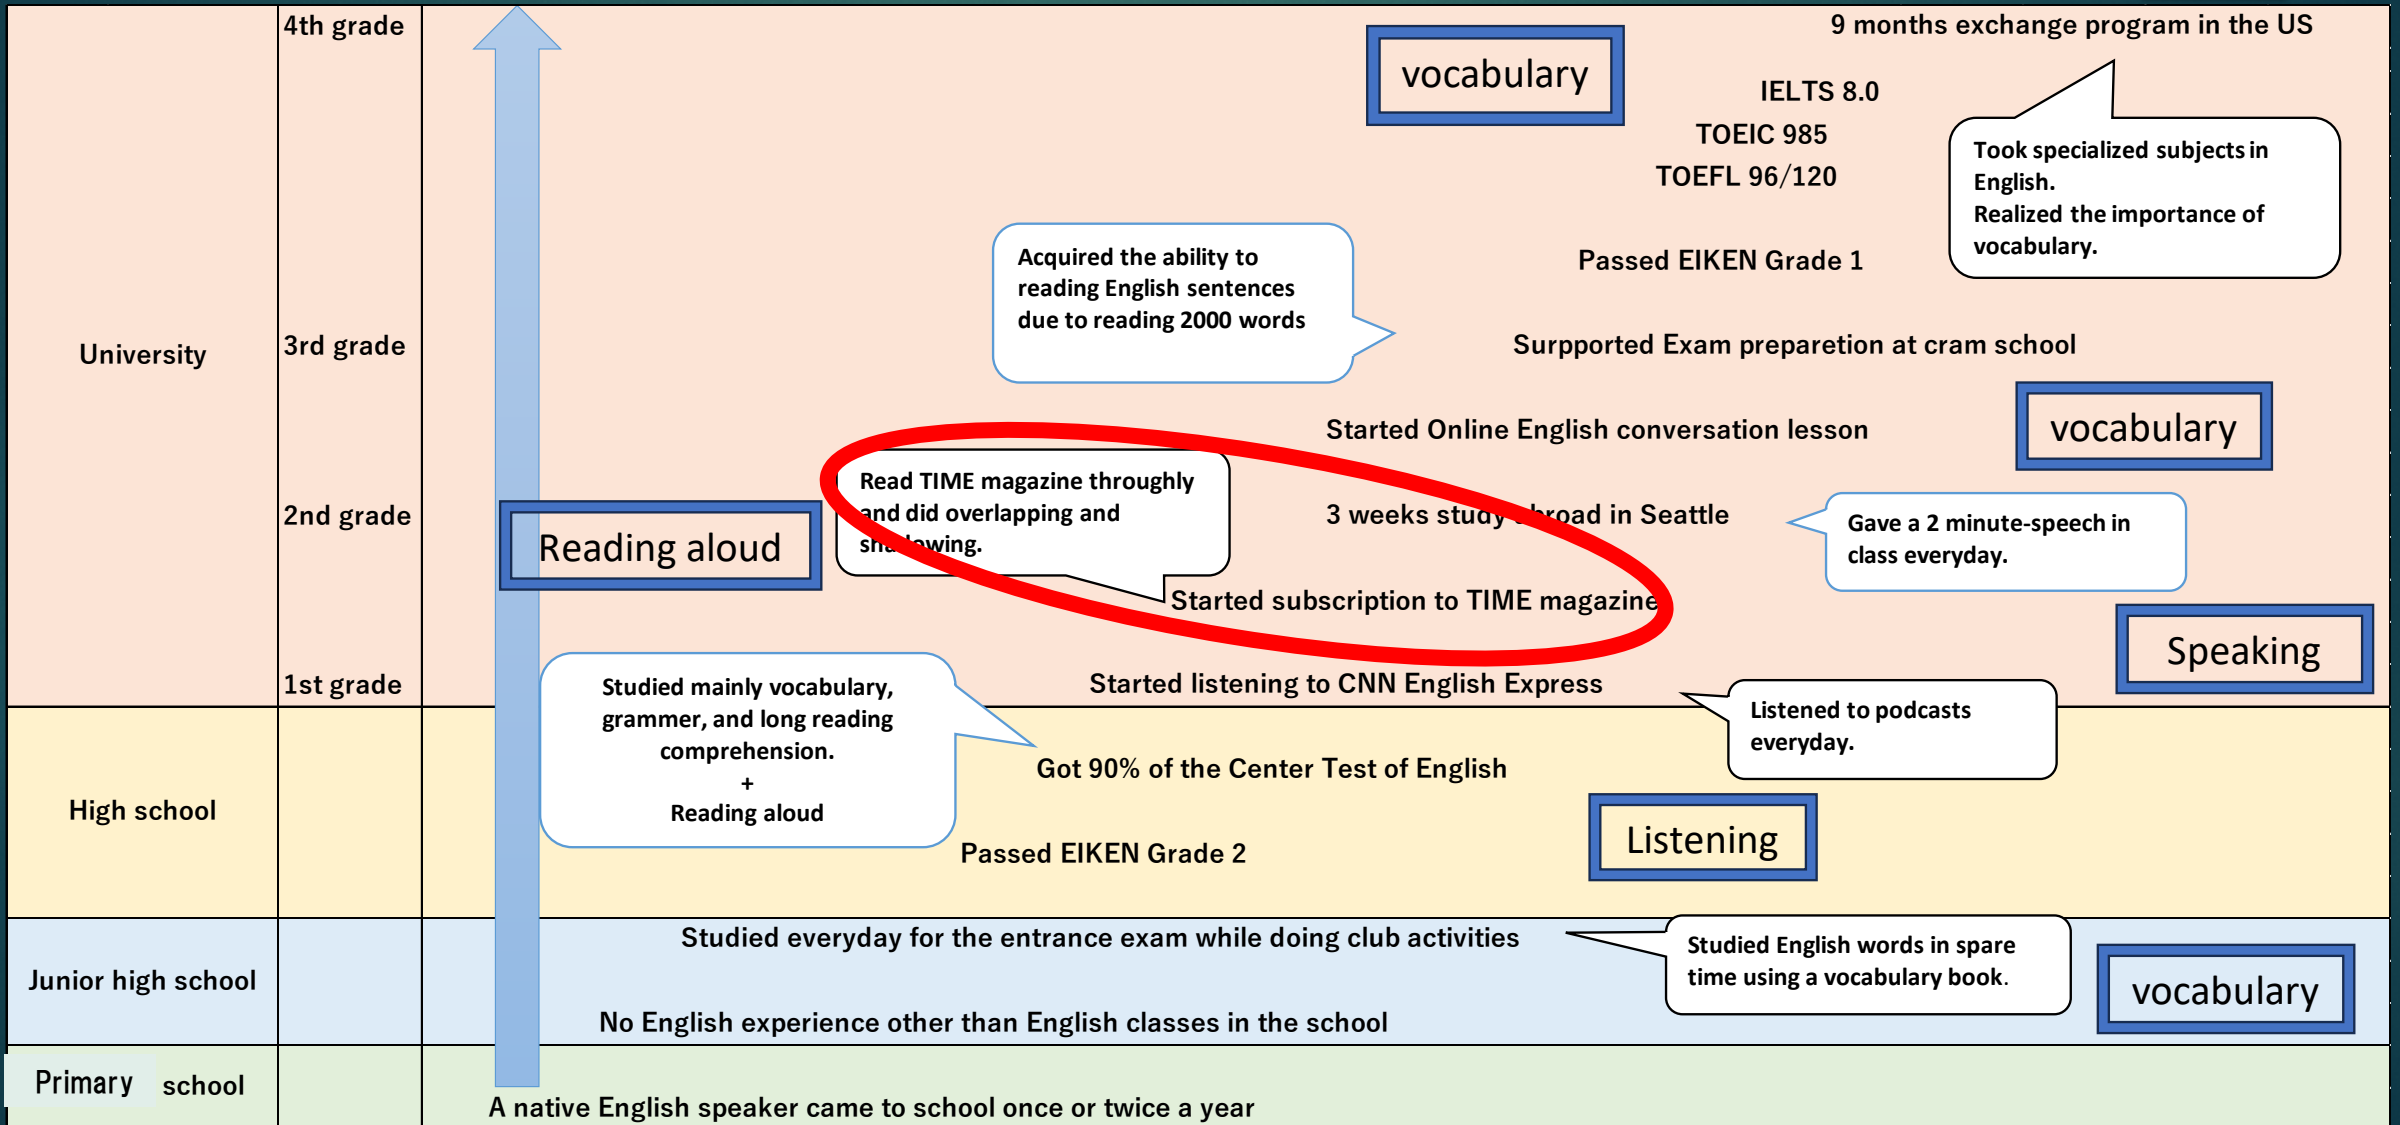 4th grade
9 months exchange program in the US
vocabulary
IELTS 8.0
TOEIC 985
TOEFL 96/120
Took specialized subjects in
English.
Realized the importance of
vocabulary.
Acquired the ability to
reading English sentences
due to reading 2000 words
Passed EIKEN Grade 1
University
3rd grade
Surpported Exam preparetion at cram school
Started Online English conversation lesson
vocabulary
Read TIME magazine throughly
and did overlapping and
shadowing.
2nd grade
Reading aloud
3 weeks study abroad in Seattle
Gave a 2 minute-speech in
class everyday.
Started subscription to TIME magazine
Speaking
1st grade
Started listening to CNN English Express
Listened to podcasts
everyday.
Studied mainly vocabulary,
grammer, and long reading
comprehension.
+
Reading aloud
Got 90% of the Center Test of English
High school
Listening
Passed EIKEN Grade 2
Studied everyday for the entrance exam while doing club activities
Studied English words in spare
time using a vocabulary book.
Junior high school
vocabulary
No English experience other than English classes in the school
Primary school
A native English speaker came to school once or twice a year